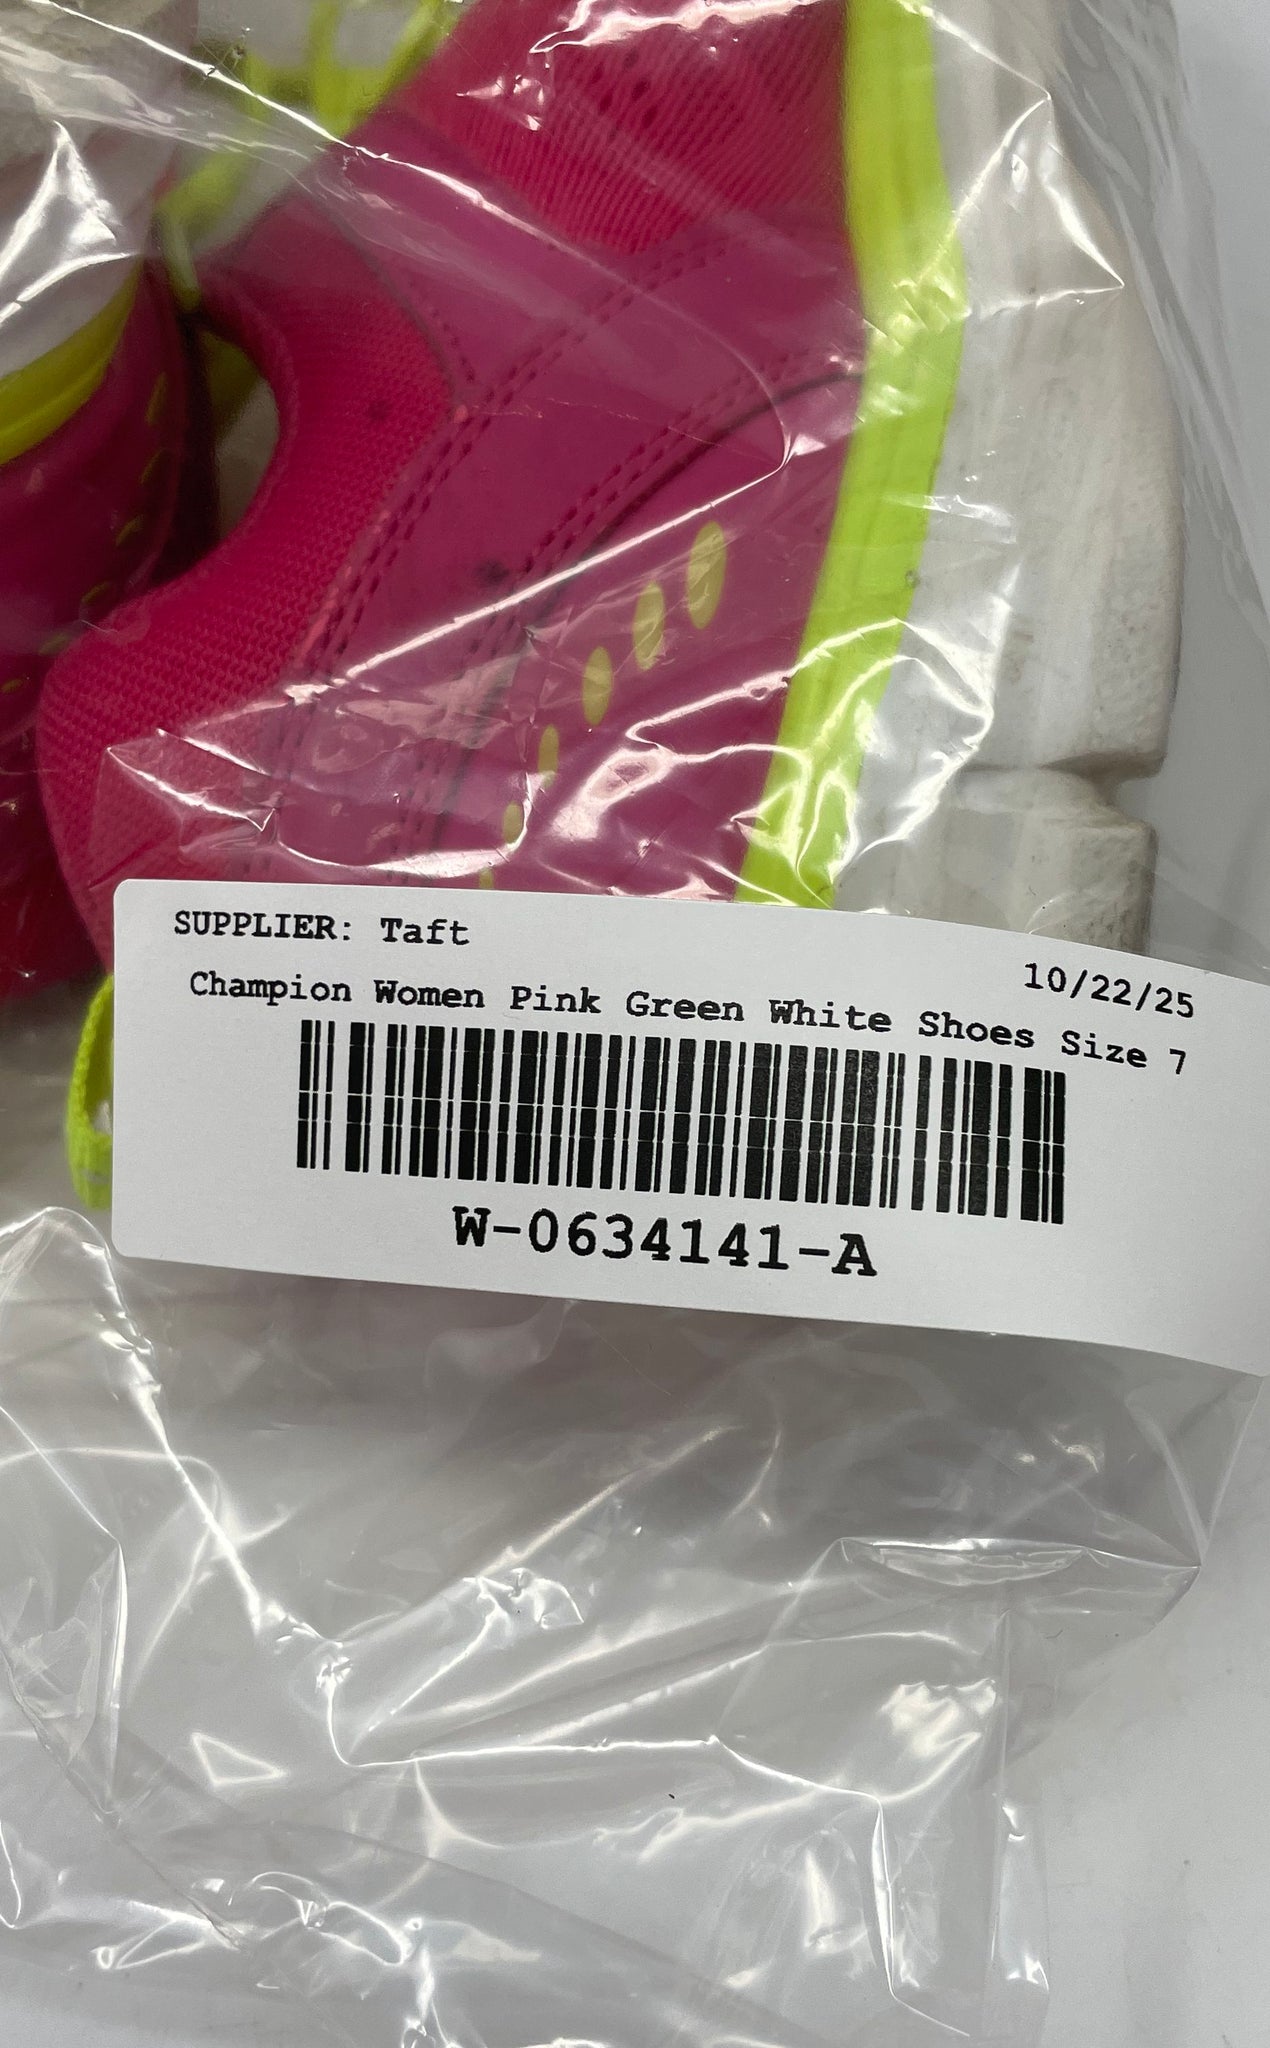 SUPPLIER: Taft
10/22/25
Champion Women Pink Green White Shoes Size 7
W-0634141-A